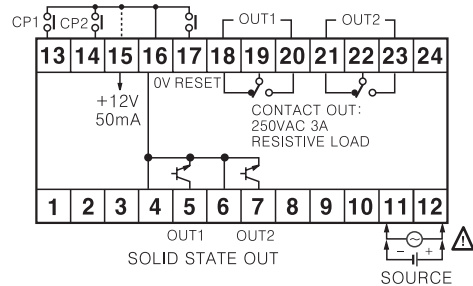 CP1 CP2 OUT1 OUT2
13 14 15 16 17 18 19 20 21 22 23 24
0V RESET
+12V
50mA
CONTACT OUT:
250VAC 3A
RESISTIVE LOAD
1 2 3 4 5 6 7 8 9 10 11 12
OUT1 OUT2
SOLID STATE OUT
- +
SOURCE